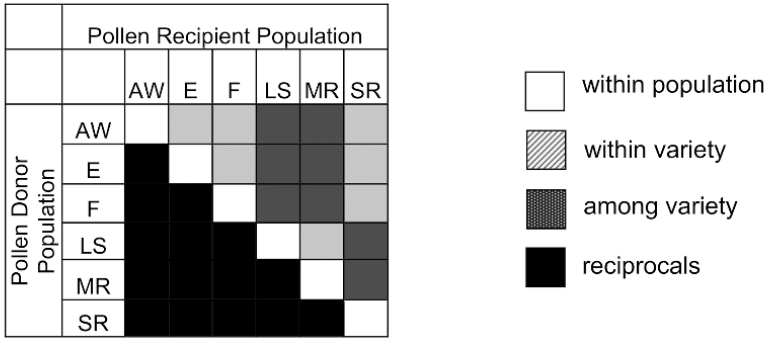 Pollen Recipient Population
AW E F LS MR SR
Pollen Donor
Population
AW
E
F
LS
MR
SR
within population
within variety
among variety
reciprocals